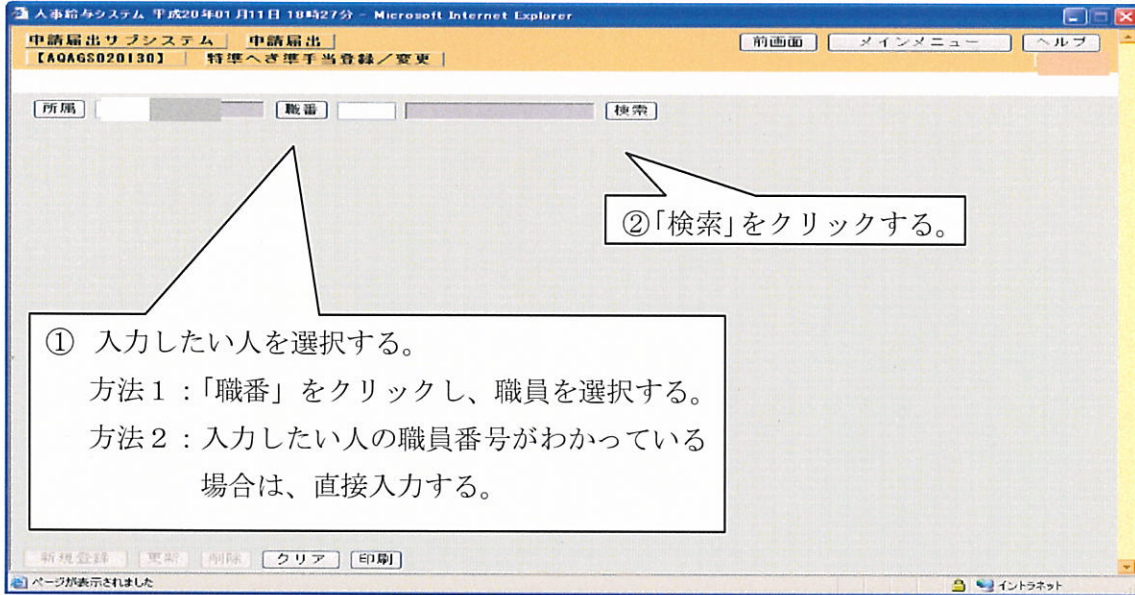 人事給与システム 平成20年01月11日 18時27分 - Microsoft Internet Explorer
申請届出サブシステム 申請届出 前画面 メインメニュー ヘルプ
【AQAGS020130】 特準へき準手当登録／変更
所属 職番 検索
②「検索」をクリックする。
① 入力したい人を選択する。
方法１：「職番」をクリックし、職員を選択する。
方法２：入力したい人の職員番号がわかっている
場合は、直接入力する。
新規登録 更新 削除 クリア 印刷
ページが表示されました イントラネット